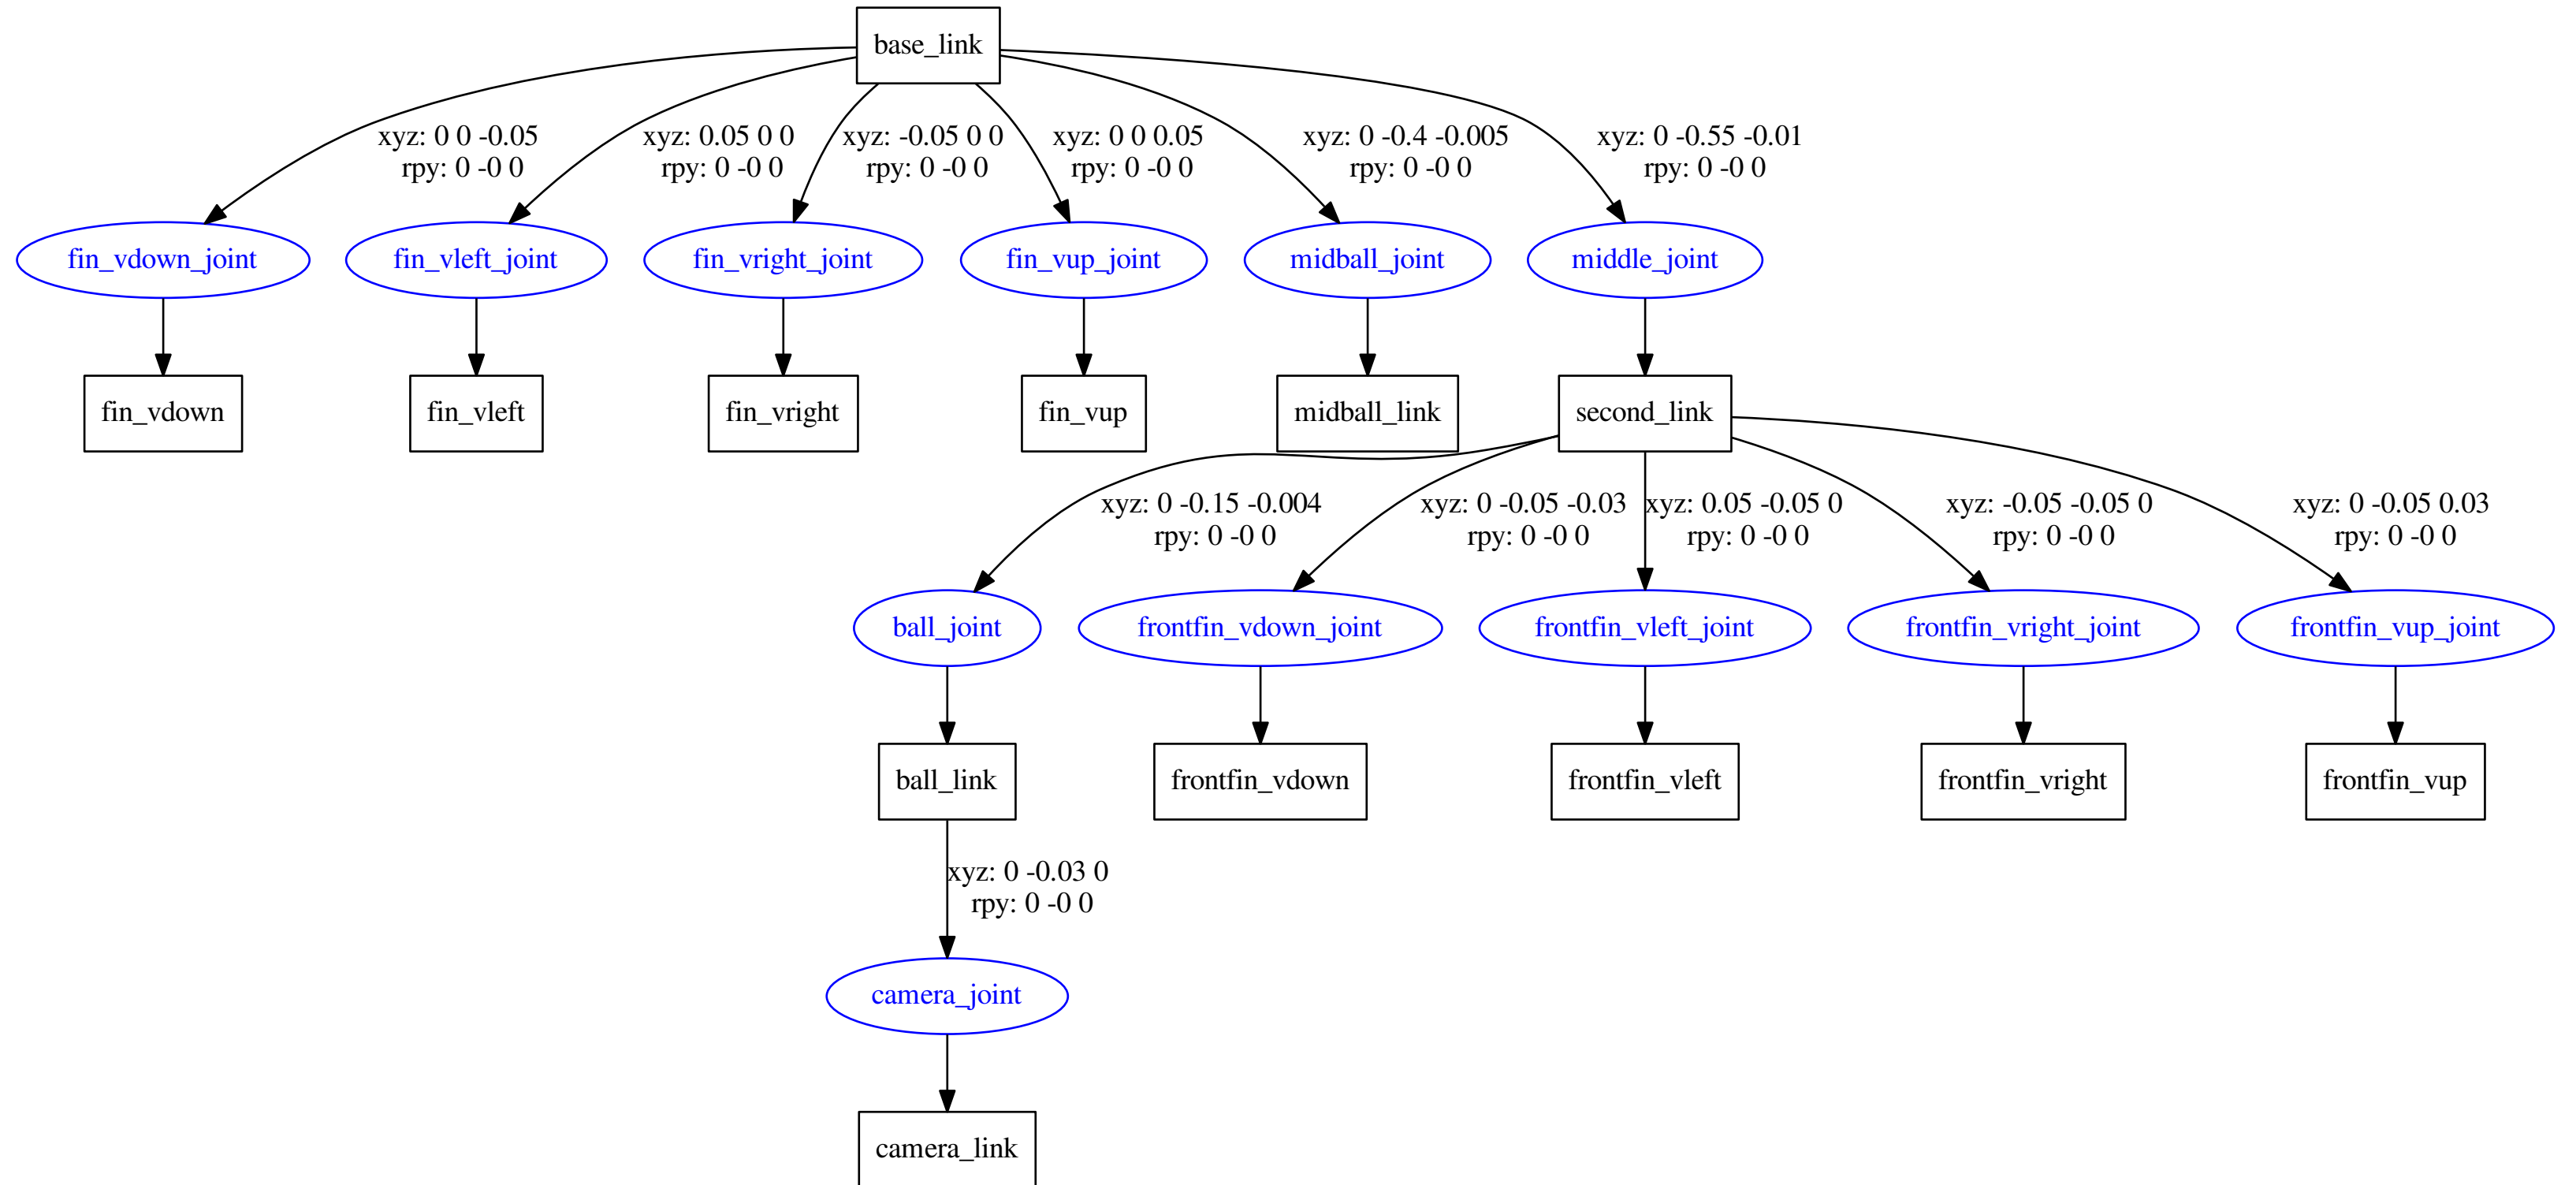 base_link
xyz: 0 0 -0.05
rpy: 0 -0 0
xyz: 0.05 0 0
rpy: 0 -0 0
xyz: -0.05 0 0
rpy: 0 -0 0
xyz: 0 0 0.05
rpy: 0 -0 0
xyz: 0 -0.4 -0.005
rpy: 0 -0 0
xyz: 0 -0.55 -0.01
rpy: 0 -0 0
fin_vdown_joint
fin_vleft_joint
fin_vright_joint
fin_vup_joint
midball_joint
middle_joint
fin_vdown
fin_vleft
fin_vright
fin_vup
midball_link
second_link
xyz: 0 -0.15 -0.004
rpy: 0 -0 0
xyz: 0 -0.05 -0.03
rpy: 0 -0 0
xyz: 0.05 -0.05 0
rpy: 0 -0 0
xyz: -0.05 -0.05 0
rpy: 0 -0 0
xyz: 0 -0.05 0.03
rpy: 0 -0 0
ball_joint
frontfin_vdown_joint
frontfin_vleft_joint
frontfin_vright_joint
frontfin_vup_joint
ball_link
frontfin_vdown
frontfin_vleft
frontfin_vright
frontfin_vup
xyz: 0 -0.03 0
rpy: 0 -0 0
camera_joint
camera_link